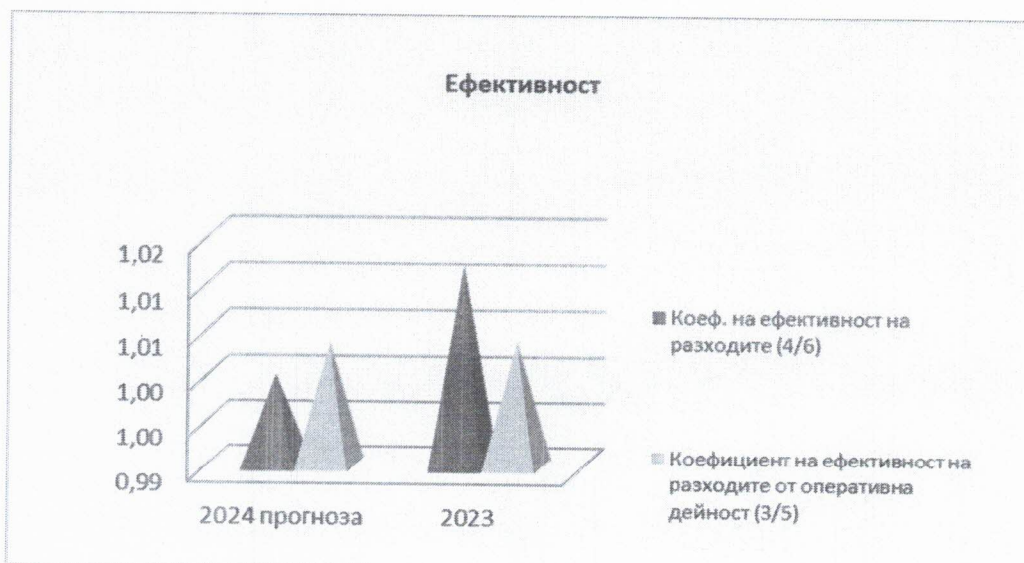 Ефективност
1,02
1,01
1,01
1,00
1,00
0,99
2024 прогноза
2023
Коеф. на ефективност на
разходите (4/6)
Коефициент на ефективност на
разходите от оперативна
дейност (3/5)